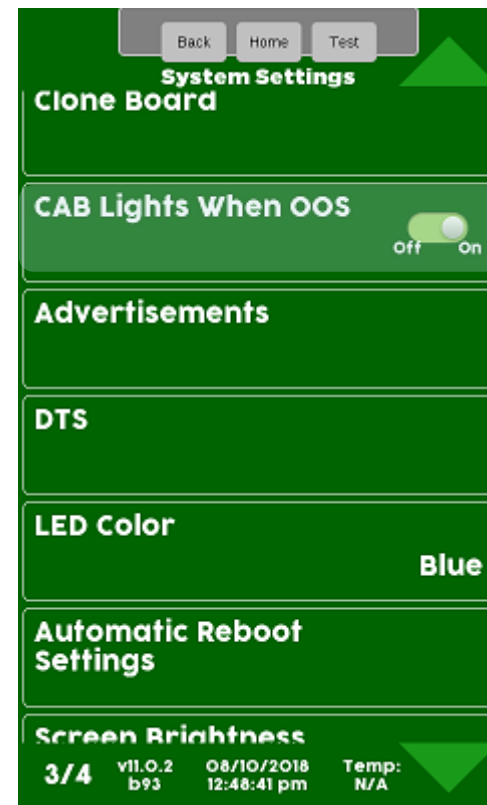 Back Home Test
System Settings
Clone Board
CAB Lights When OOS
Off On
Advertisements
DTS
LED Color
Blue
Automatic Reboot
Settings
Screen Brightness
3/4 v11.0.2 08/10/2018 Temp:
b93 12:48:41 pm N/A